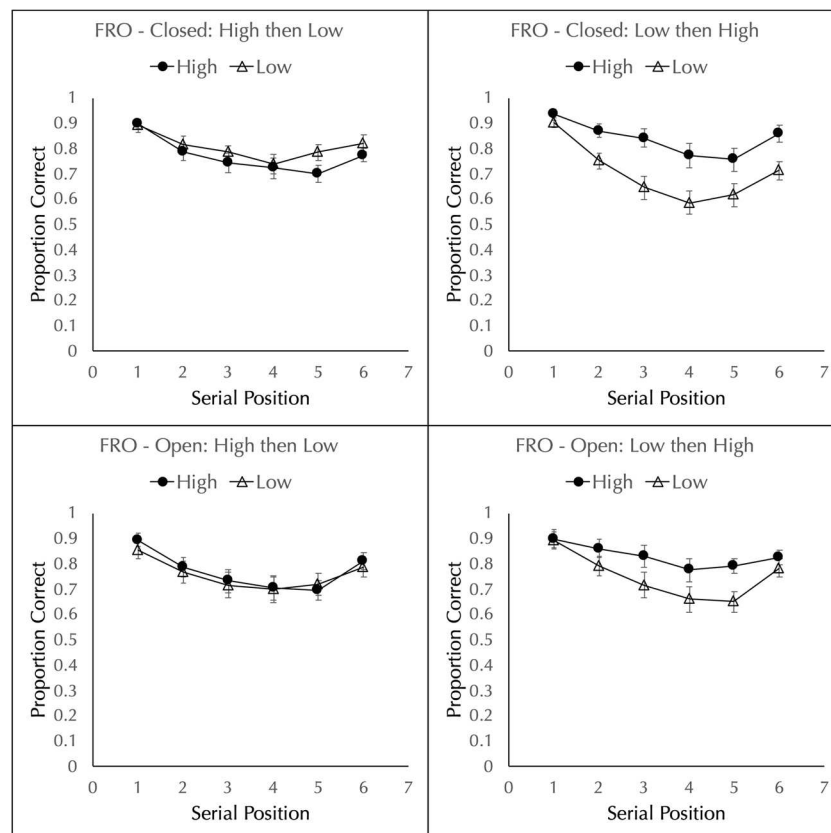 FRO - Closed: High then Low
High Low
Proportion Correct
1
0.9
0.8
0.7
0.6
0.5
0.4
0.3
0.2
0.1
0
0 1 2 3 4 5 6 7
Serial Position
FRO - Closed: Low then High
High Low
Proportion Correct
1
0.9
0.8
0.7
0.6
0.5
0.4
0.3
0.2
0.1
0
0 1 2 3 4 5 6 7
Serial Position
FRO - Open: High then Low
High Low
Proportion Correct
1
0.9
0.8
0.7
0.6
0.5
0.4
0.3
0.2
0.1
0
0 1 2 3 4 5 6 7
Serial Position
FRO - Open: Low then High
High Low
Proportion Correct
1
0.9
0.8
0.7
0.6
0.5
0.4
0.3
0.2
0.1
0
0 1 2 3 4 5 6 7
Serial Position